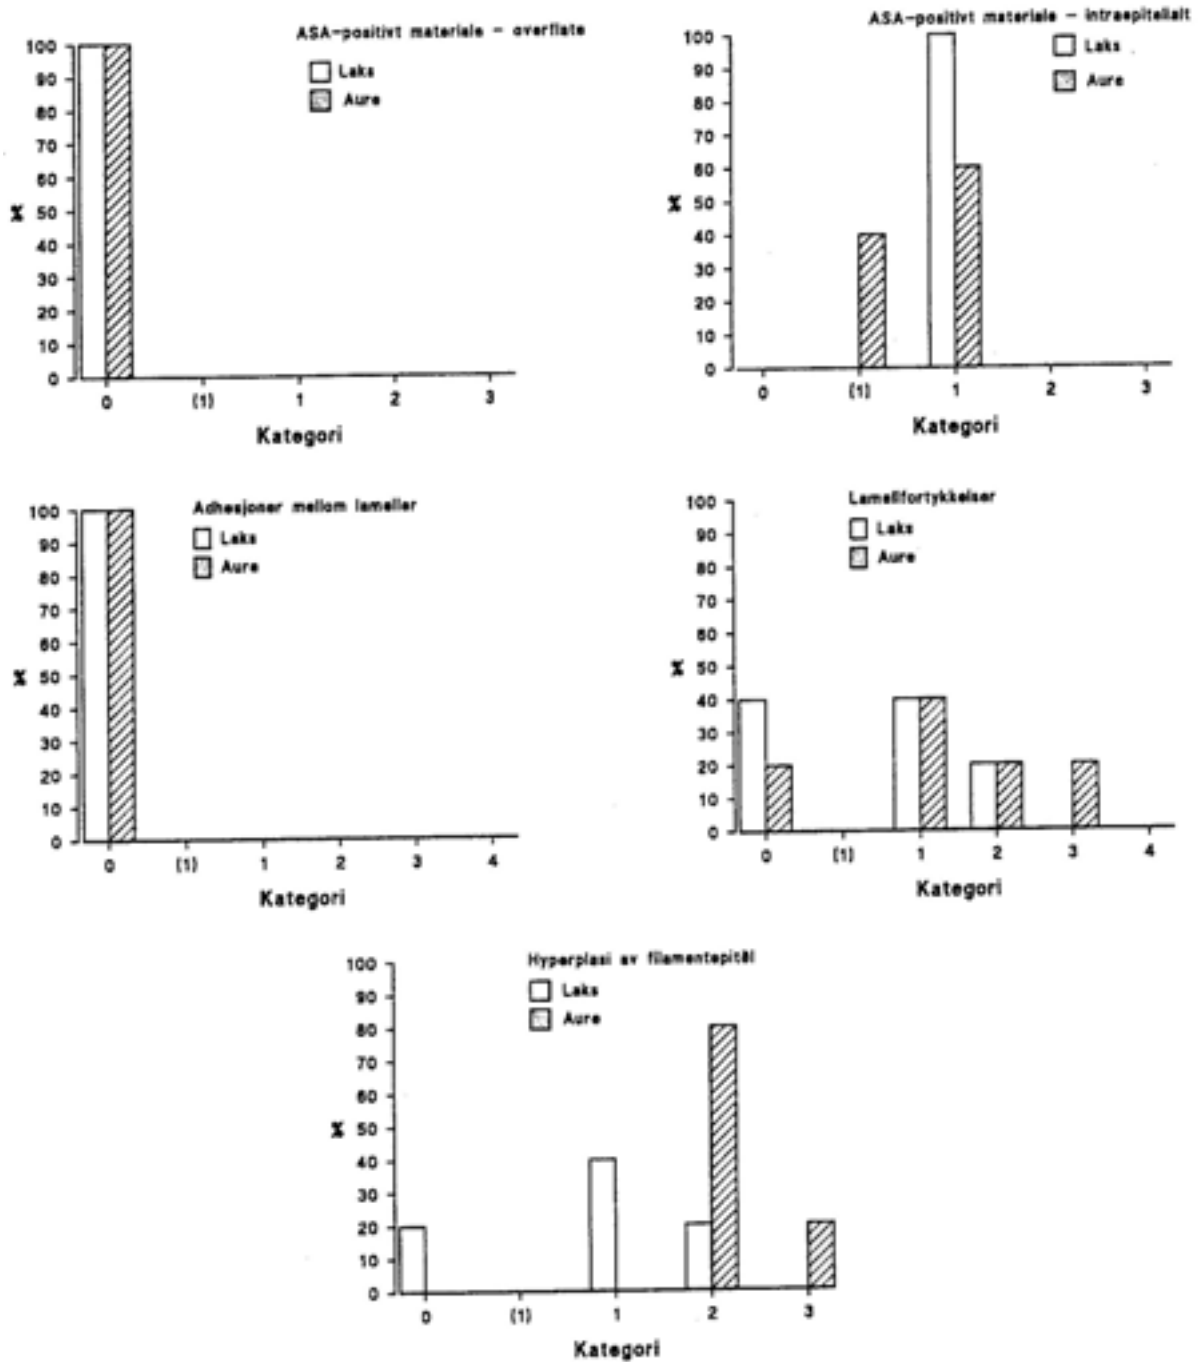 ASA-positivt materiale - overflate
Laks
Aure
100
90
80
70
60
50
40
30
20
10
0
%
0 (1) 1 2 3
Kategori
ASA-positivt materiale - intraepitelialt
Laks
Aure
100
90
80
70
60
50
40
30
20
10
0
%
0 (1) 1 2 3
Kategori
Adhesjoner mellom lameller
Laks
Aure
100
90
80
70
60
50
40
30
20
10
0
%
0 (1) 1 2 3 4
Kategori
Lamellfortykkelser
Laks
Aure
100
90
80
70
60
50
40
30
20
10
0
%
0 (1) 1 2 3 4
Kategori
Hyperplasi av filamentepitèl
Laks
Aure
100
90
80
70
60
50
40
30
20
10
0
%
0 (1) 1 2 3
Kategori